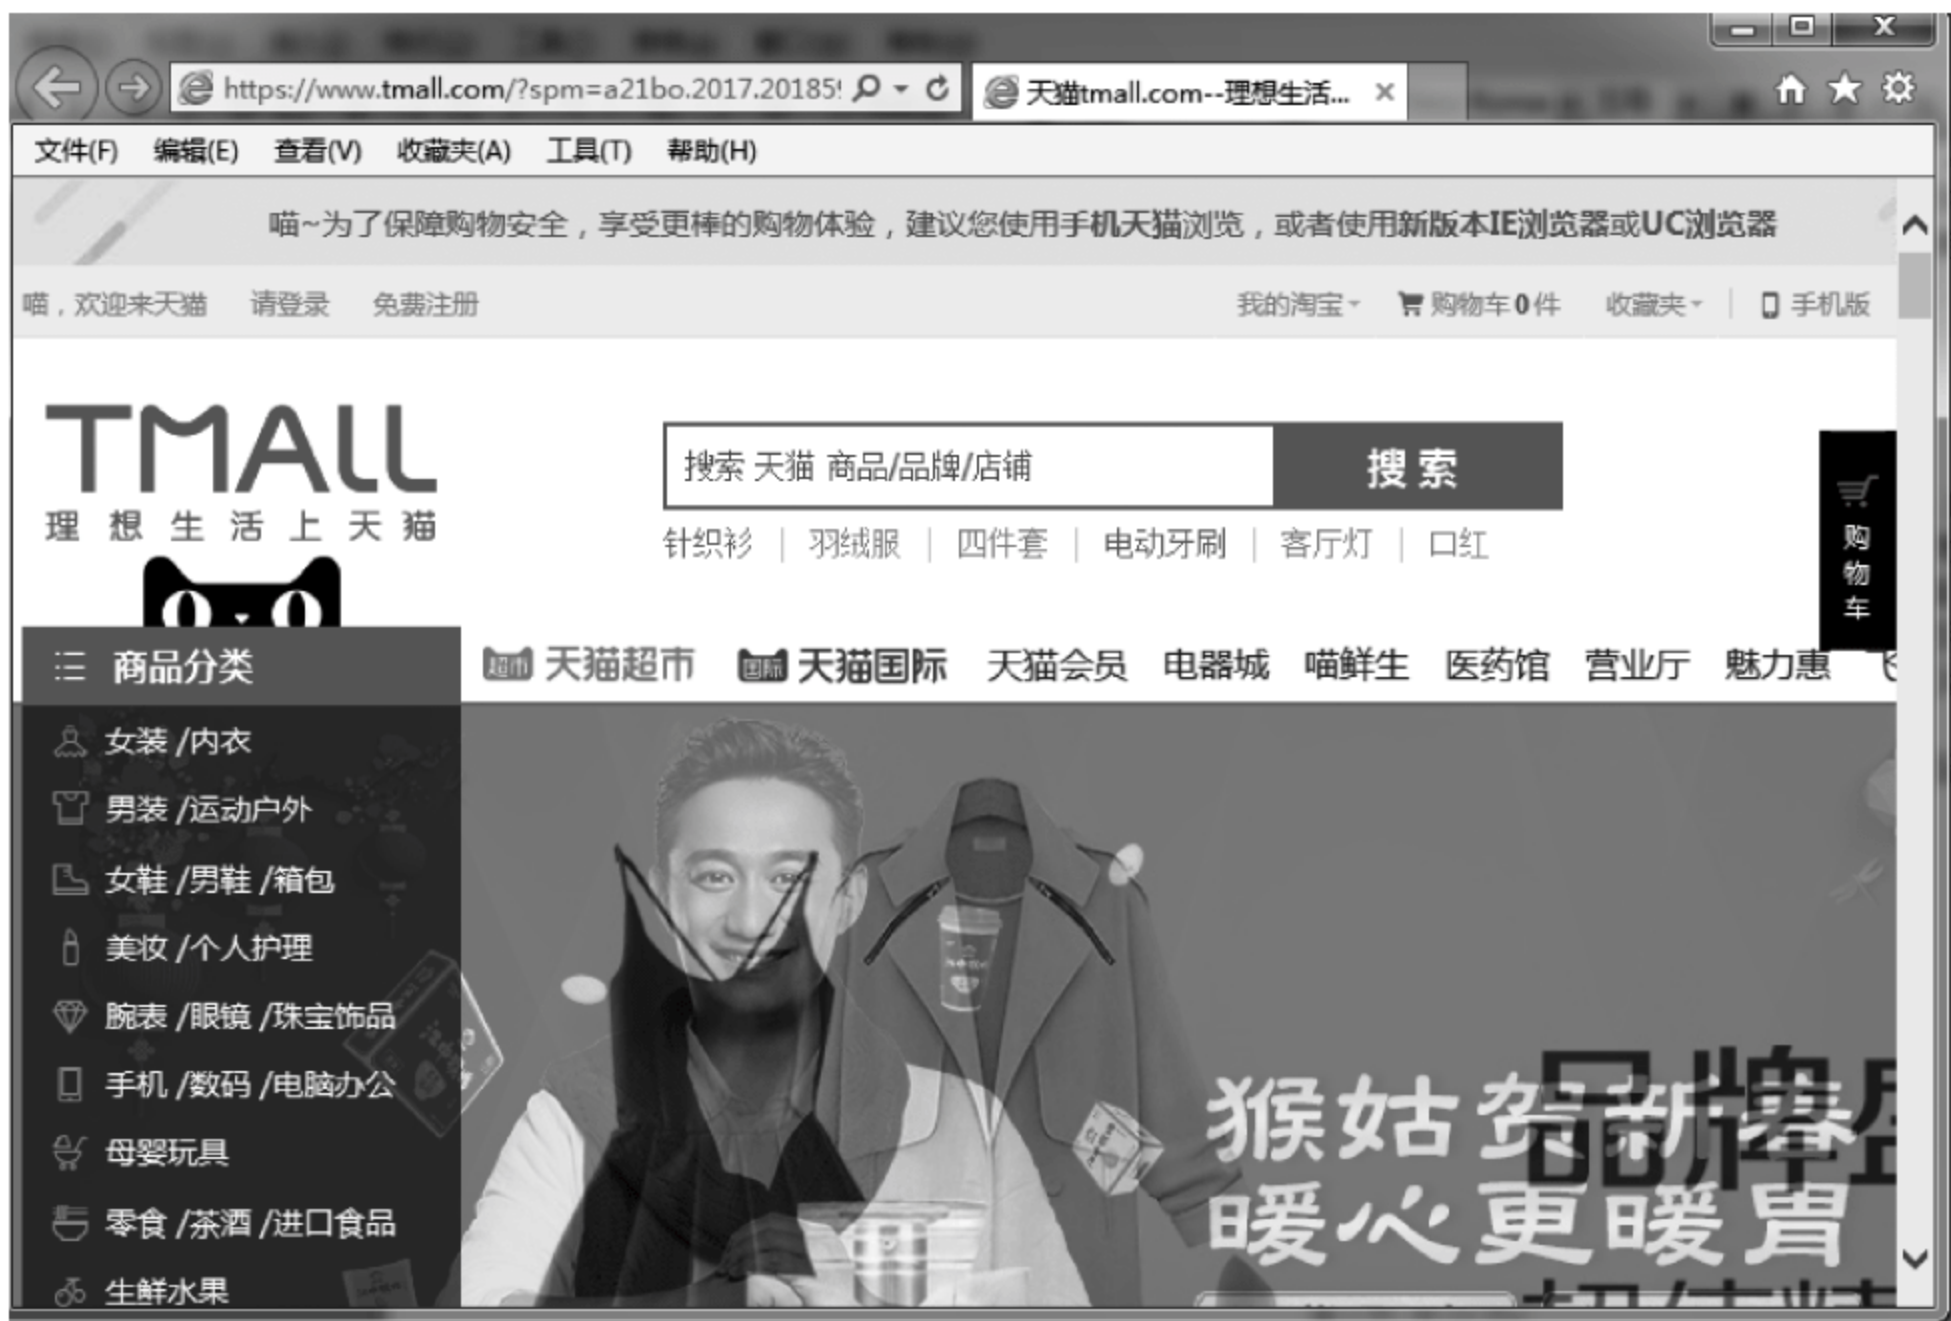 https://www.tmall.com/?spm=a21bo.2017.20185
天猫tmall.com--理想生活...
文件(F) 编辑(E) 查看(V) 收藏夹(A) 工具(T) 帮助(H)
喵~为了保障购物安全，享受更棒的购物体验，建议您使用手机天猫浏览，或者使用新版本IE浏览器或UC浏览器
喵，欢迎来天猫 请登录 免费注册 我的淘宝 购物车0件 收藏夹 手机版
TMALL
理想生活上天猫
搜索 天猫 商品/品牌/店铺 搜索
针织衫 | 羽绒服 | 四件套 | 电动牙刷 | 客厅灯 | 口红
购物车
商品分类 超市 天猫超市 国际 天猫国际 天猫会员 电器城 喵鲜生 医药馆 营业厅 魅力惠
女装 /内衣
男装 /运动户外
女鞋 /男鞋 /箱包
美妆 /个人护理
腕表 /眼镜 /珠宝饰品
手机 /数码 /电脑办公
母婴玩具
零食 /茶酒 /进口食品
生鲜水果
猴姑贺新春
暖心更暖胃
品牌